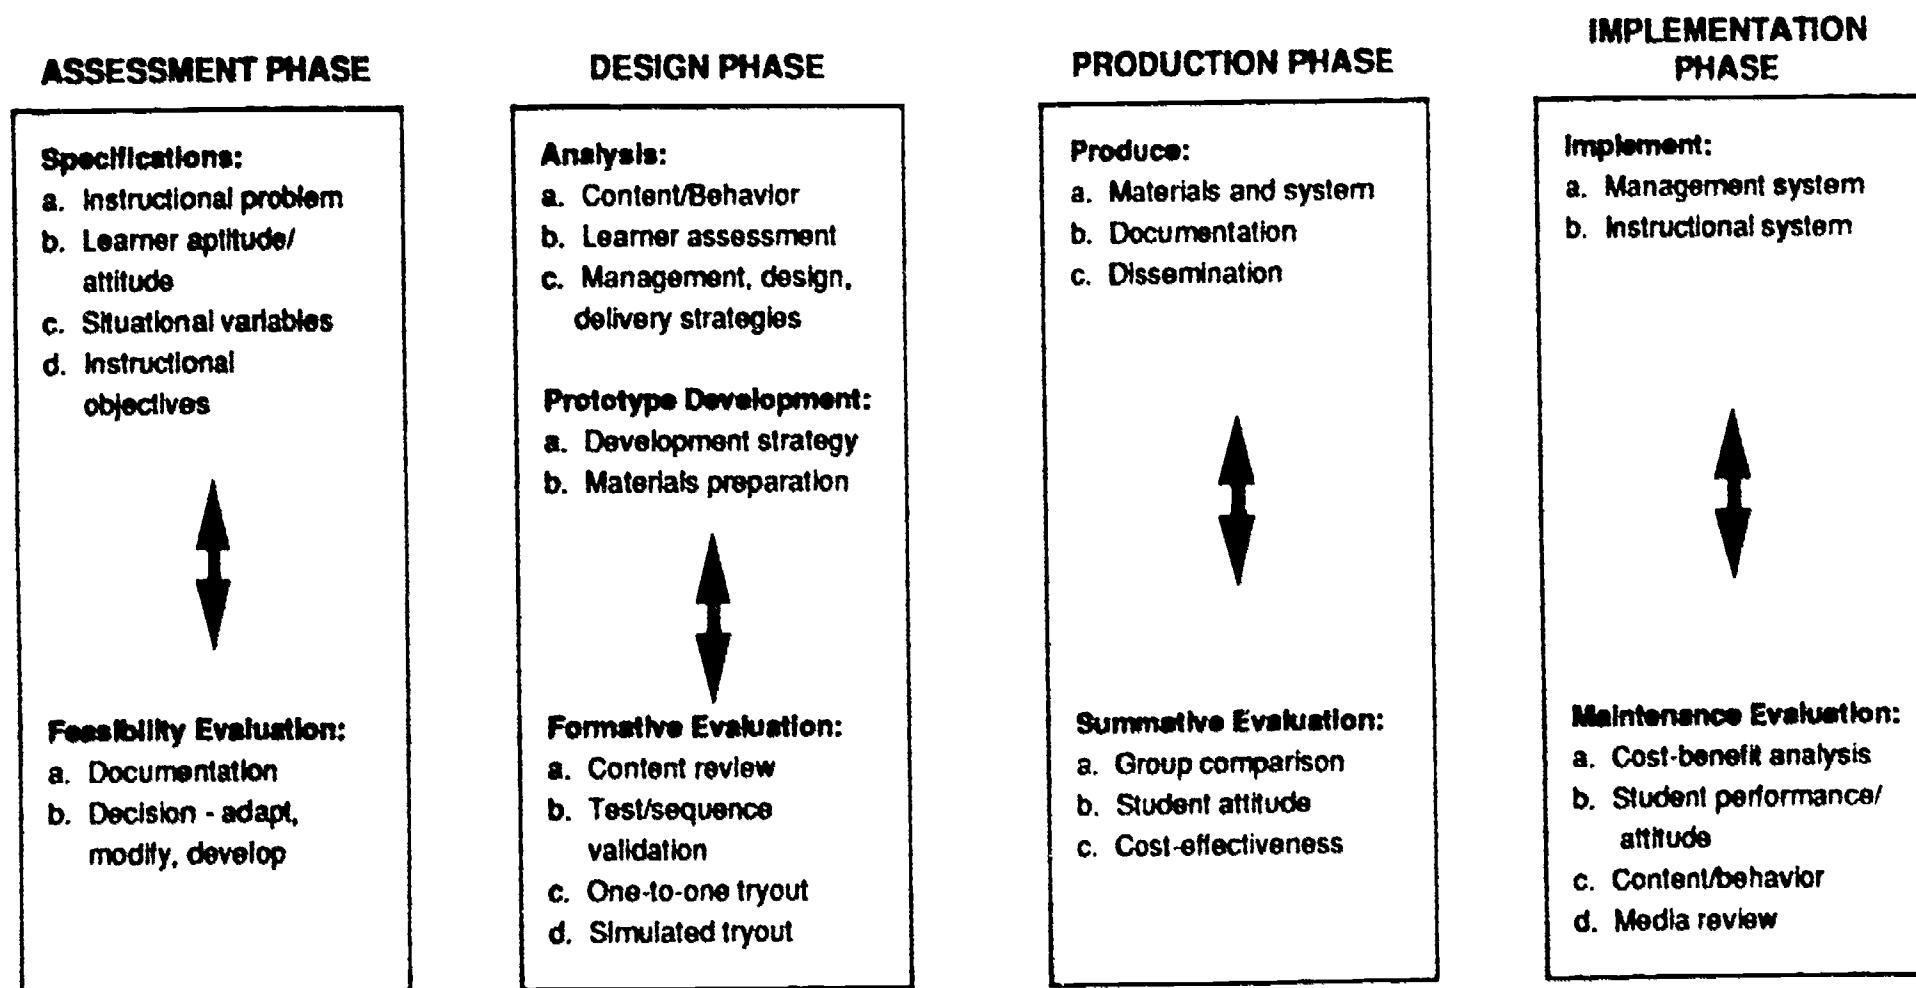 ASSESSMENT PHASE
Specifications:
a. Instructional problem
b. Learner aptitude/
attitude
c. Situational variables
d. Instructional
objectives
Feasibility Evaluation:
a. Documentation
b. Decision - adapt,
modify, develop
DESIGN PHASE
Analysis:
a. Content/Behavior
b. Learner assessment
c. Management, design,
delivery strategies
Prototype Development:
a. Development strategy
b. Materials preparation
Formative Evaluation:
a. Content review
b. Test/sequence
validation
c. One-to-one tryout
d. Simulated tryout
PRODUCTION PHASE
Produce:
a. Materials and system
b. Documentation
c. Dissemination
Summative Evaluation:
a. Group comparison
b. Student attitude
c. Cost-effectiveness
IMPLEMENTATION
PHASE
Implement:
a. Management system
b. Instructional system
Maintenance Evaluation:
a. Cost-benefit analysis
b. Student performance/
attitude
c. Content/behavior
d. Media review